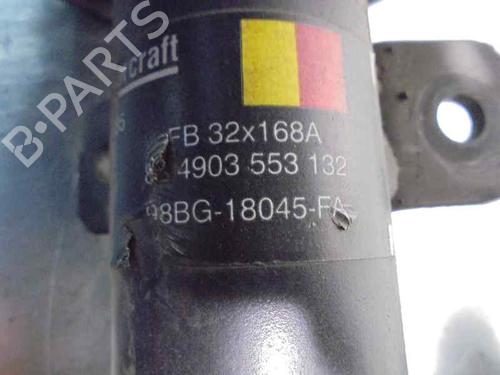 craft
FB 32x168A
4903 553 132
98BG-18045-FA
B-PARTS